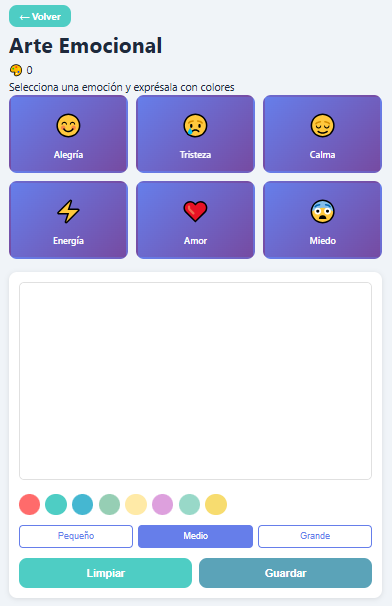 ← Volver
Arte Emocional
🎨 0
Selecciona una emoción y exprésala con colores
Alegría Tristeza Calma
Energía Amor Miedo
Pequeño Medio Grande
Limpiar Guardar